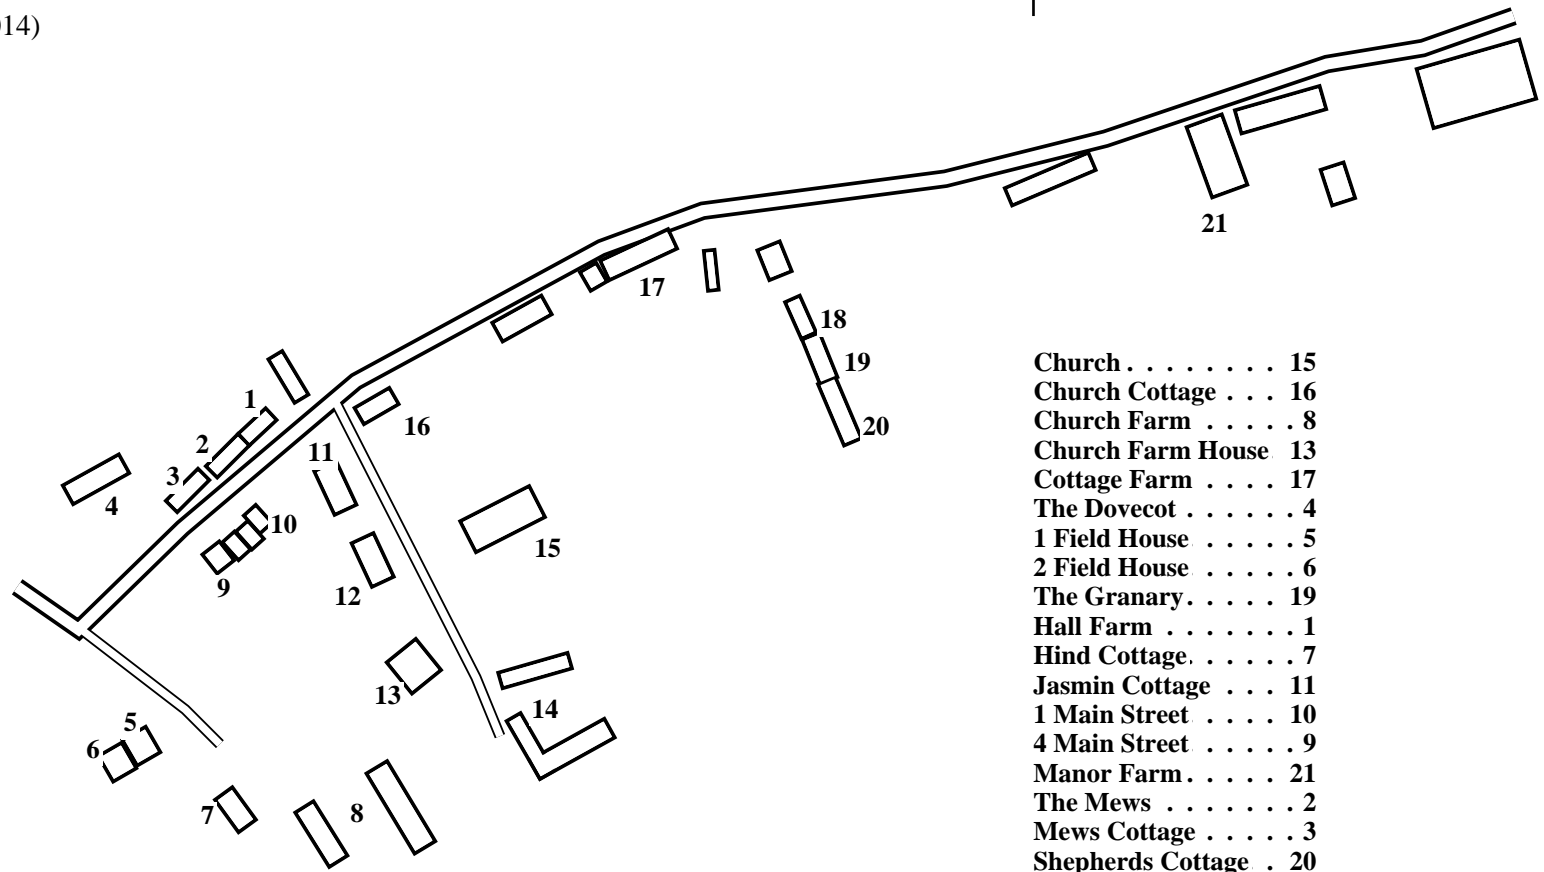 014)
21
17
18
19
20
1
16
2
11
3
4
10
15
9
12
13
14
5
6
7
8
Church . . . . . . . . 15
Church Cottage . . . 16
Church Farm . . . . . 8
Church Farm House 13
Cottage Farm . . . . 17
The Dovecot . . . . . . 4
1 Field House . . . . . . 5
2 Field House . . . . . . 6
The Granary . . . . . 19
Hall Farm . . . . . . . 1
Hind Cottage . . . . . . 7
Jasmin Cottage . . . 11
1 Main Street . . . . . 10
4 Main Street . . . . . . 9
Manor Farm . . . . . 21
The Mews . . . . . . . 2
Mews Cottage . . . . . 3
Shepherds Cottage . . 20